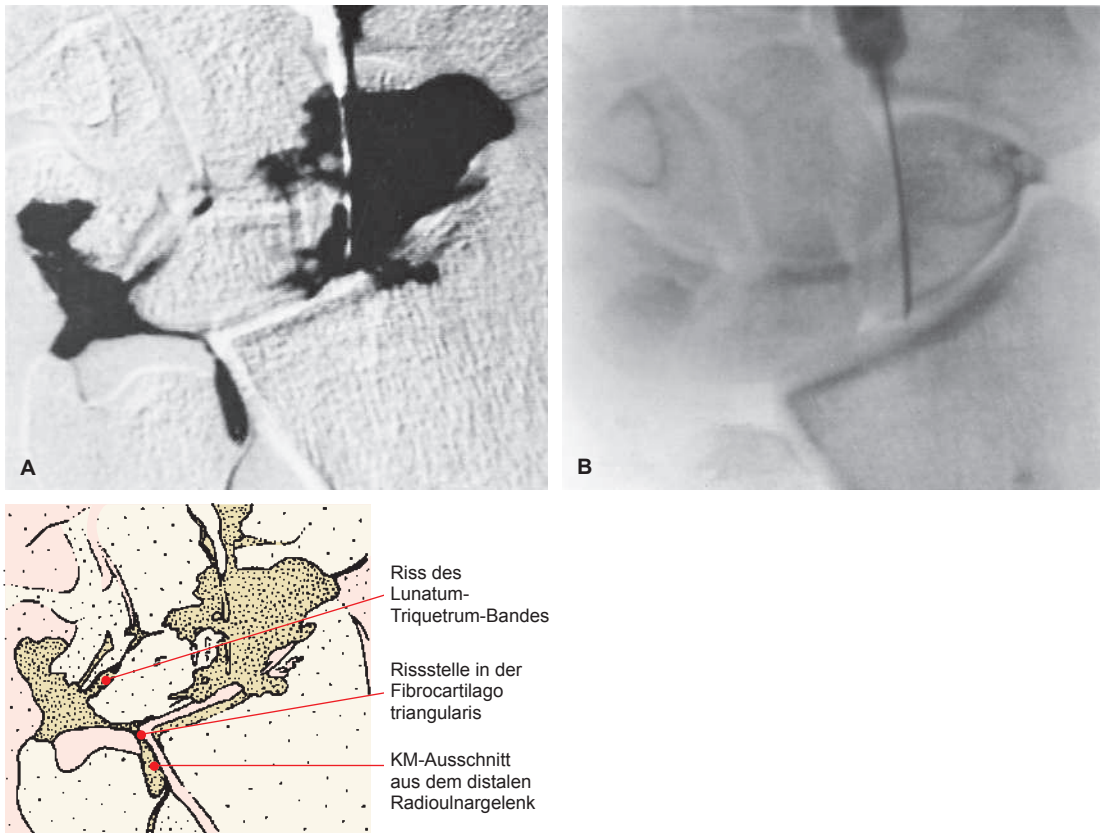 A
B
Riss des
Lunatum-
Triquetrum-Bandes
Rissstelle in der
Fibrocartilago
triangularis
KM-Ausschnitt
aus dem distalen
Radioulnargelenk